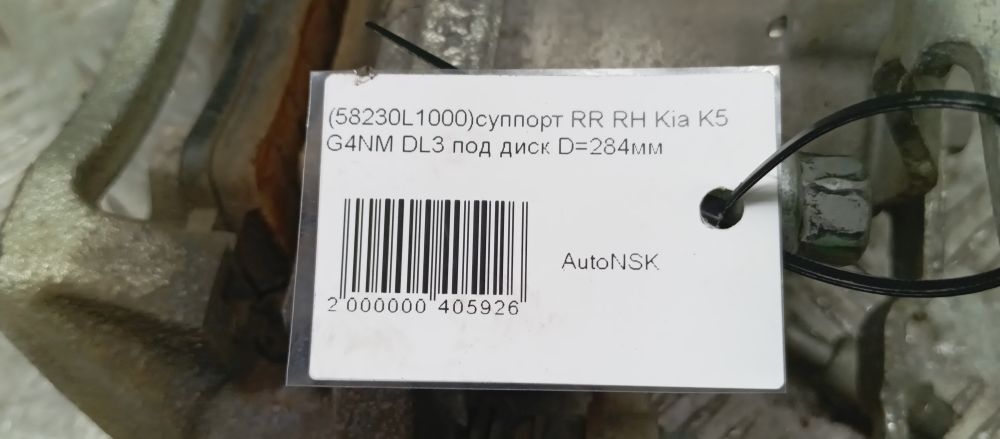 (58230L1000)суппорт RR RH Kia K5
G4NM DL3 под диск D=284мм
AutoNSK
2 000000 405926